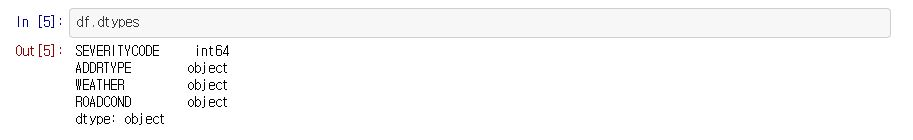 In [5]: df.dtypes
Out[5]: SEVERITYCODE int64
ADDRTYPE object
WEATHER object
ROADCOND object
dtype: object